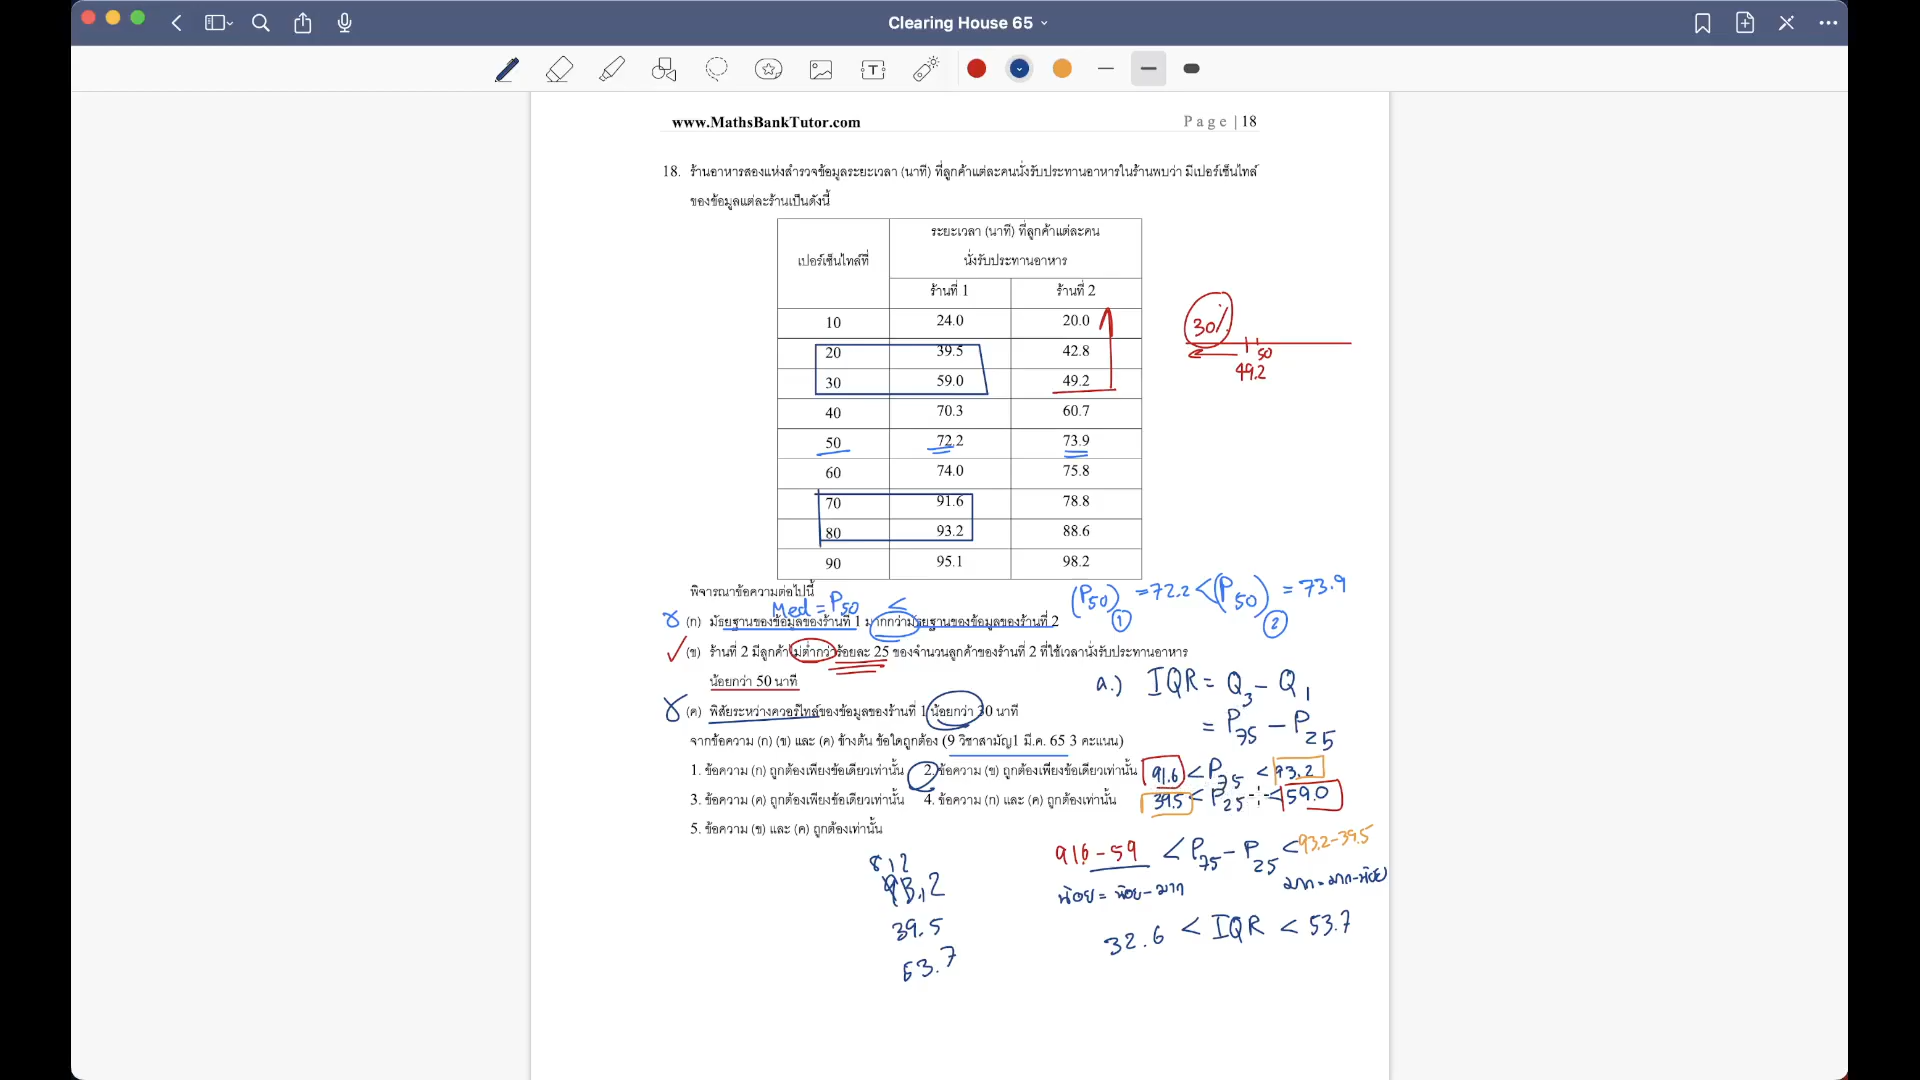 Clearing House 65
www.MathsBankTutor.com
Page | 18
18. ร้านอาหารสองแห่งสำรวจข้อมูลระยะเวลา (นาที) ที่ลูกค้าแต่ละคนนั่งรับประทานอาหารในร้านพบว่า มีเปอร์เซ็นไทล์
ของข้อมูลแต่ละร้านเป็นดังนี้
เปอร์เซ็นไทล์ที่
ระยะเวลา (นาที) ที่ลูกค้าแต่ละคน
นั่งรับประทานอาหาร
ร้านที่ 1 ร้านที่ 2
10 24.0 20.0
20 39.5 42.8
30 59.0 49.2
40 70.3 60.7
50 72.2 73.9
60 74.0 75.8
70 91.6 78.8
80 93.2 88.6
90 95.1 98.2
30%
50
49.2
พิจารณาข้อความต่อไปนี้
Med = P50 <
(P50)① = 72.2 < (P50)② = 73.9
(ก) มัธยฐานของข้อมูลของร้านที่ 1 มากกว่ามัธยฐานของข้อมูลของร้านที่ 2
(ข) ร้านที่ 2 มีลูกค้าไม่ต่ำกว่าร้อยละ 25 ของจำนวนลูกค้าของร้านที่ 2 ที่ใช้เวลานั่งรับประทานอาหาร
น้อยกว่า 50 นาที
(ค) พิสัยระหว่างควอร์ไทล์ของข้อมูลของร้านที่ 1 น้อยกว่า 30 นาที
จากข้อความ (ก) (ข) และ (ค) ข้างต้น ข้อใดถูกต้อง (9 วิชาสามัญ1 มี.ค. 65 3 คะแนน)
1. ข้อความ (ก) ถูกต้องเพียงข้อเดียวเท่านั้น 2. ข้อความ (ข) ถูกต้องเพียงข้อเดียวเท่านั้น
3. ข้อความ (ค) ถูกต้องเพียงข้อเดียวเท่านั้น 4. ข้อความ (ก) และ (ค) ถูกต้องเท่านั้น
5. ข้อความ (ข) และ (ค) ถูกต้องเท่านั้น
ค.) IQR = Q3 - Q1
= P75 - P25
91.6 < P75 < 93.2
39.5 < P25 < 59.0
91.6 - 59 < P75 - P25 < 93.2 - 39.5
น้อย = น้อย - มาก
มาก = มาก - น้อย
32.6 < IQR < 53.7
8 12
93.2
39.5
53.7